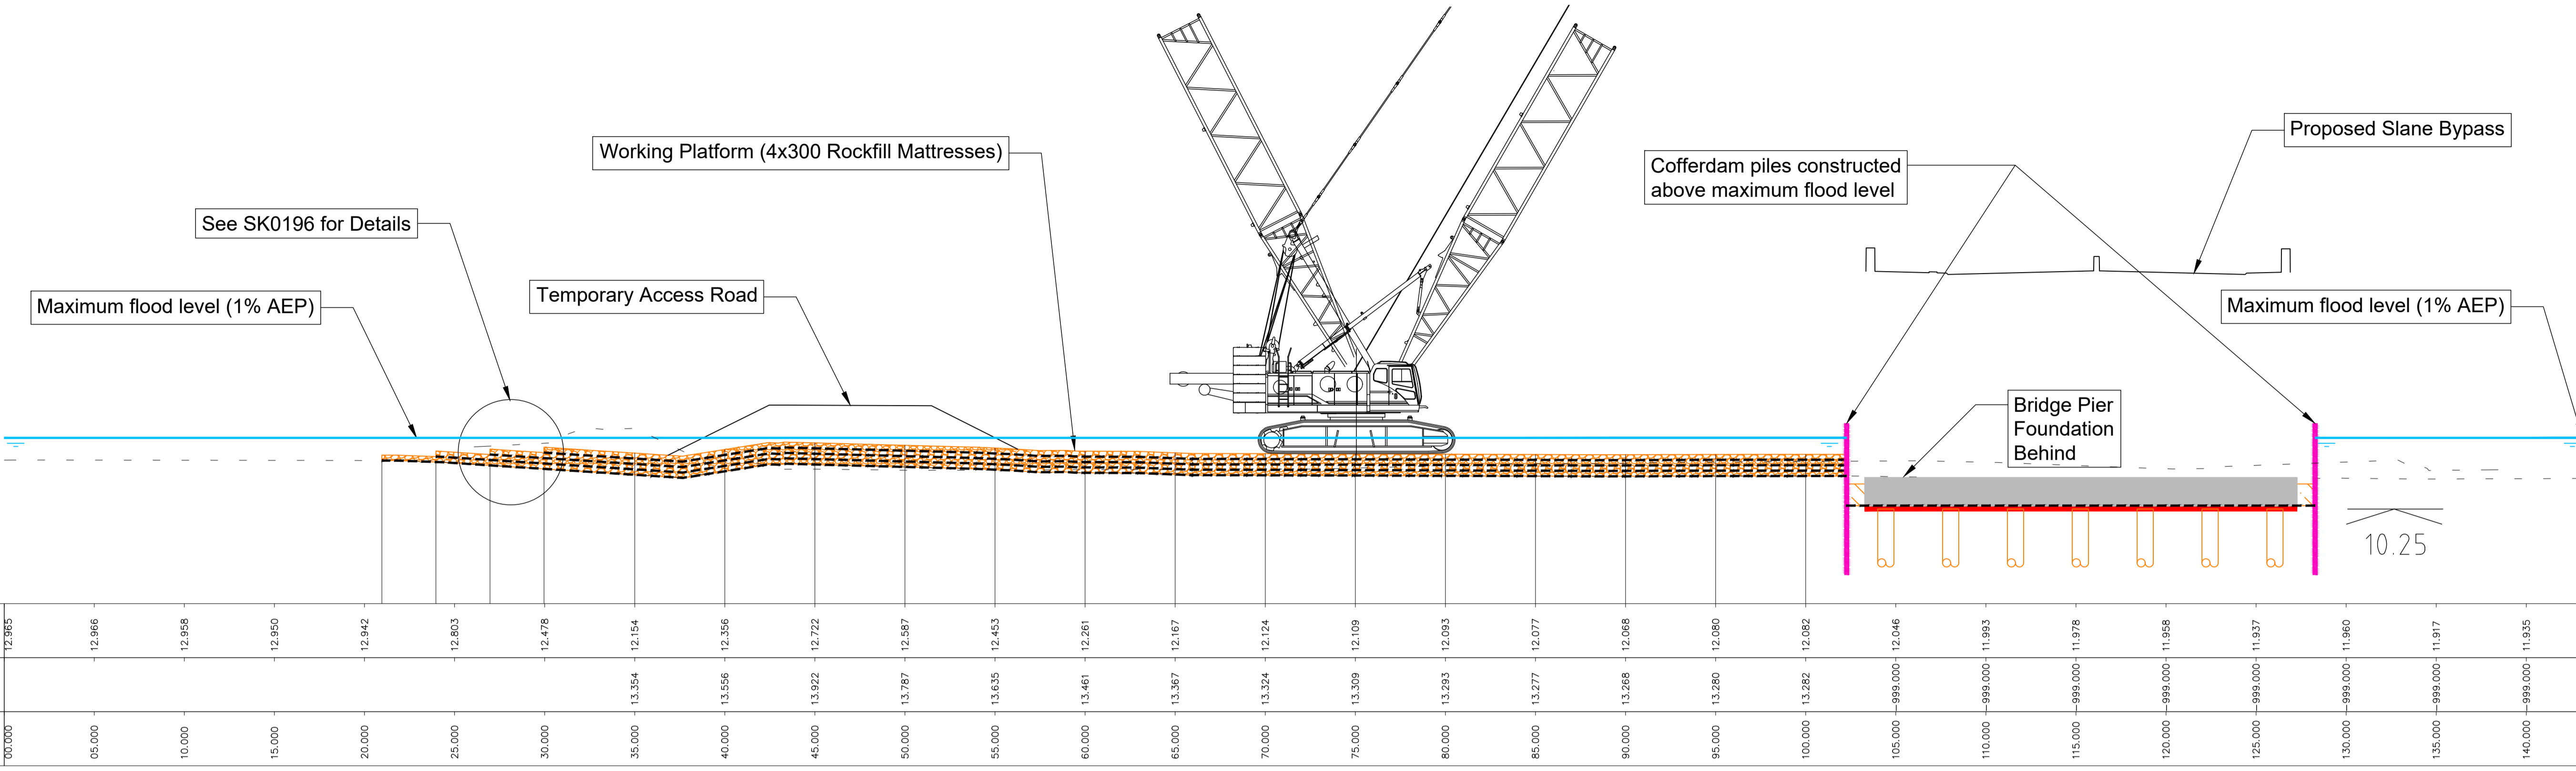 Proposed Slane Bypass
Working Platform (4x300 Rockfill Mattresses)
Cofferdam piles constructed
above maximum flood level
See SK0196 for Details
Temporary Access Road
Maximum flood level (1% AEP)
Maximum flood level (1% AEP)
Bridge Pier
Foundation
Behind
10.25
12.965 12.966 12.958 12.950 12.942 12.803 12.478 12.154 12.356 12.722 12.587 12.453 12.261 12.167 12.124 12.109 12.093 12.077 12.068 12.080 12.082 12.046 11.993 11.978 11.958 11.937 11.960 11.917 11.935
13.354 13.556 13.922 13.787 13.635 13.461 13.367 13.324 13.309 13.293 13.277 13.268 13.280 13.282 999.000 999.000 999.000 999.000 999.000 999.000 999.000 999.000
00.000 05.000 10.000 15.000 20.000 25.000 30.000 35.000 40.000 45.000 50.000 55.000 60.000 65.000 70.000 75.000 80.000 85.000 90.000 95.000 100.000 105.000 110.000 115.000 120.000 125.000 130.000 135.000 140.000